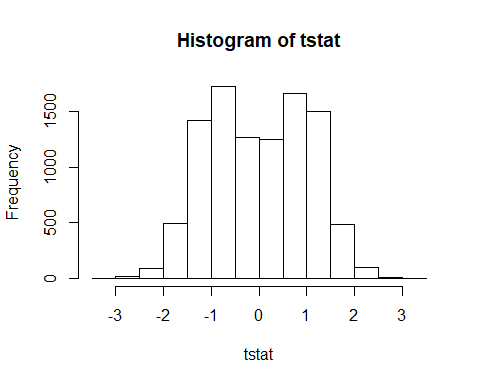 Histogram of tstat
Frequency
1500
1000
500
0
-3 -2 -1 0 1 2 3
tstat